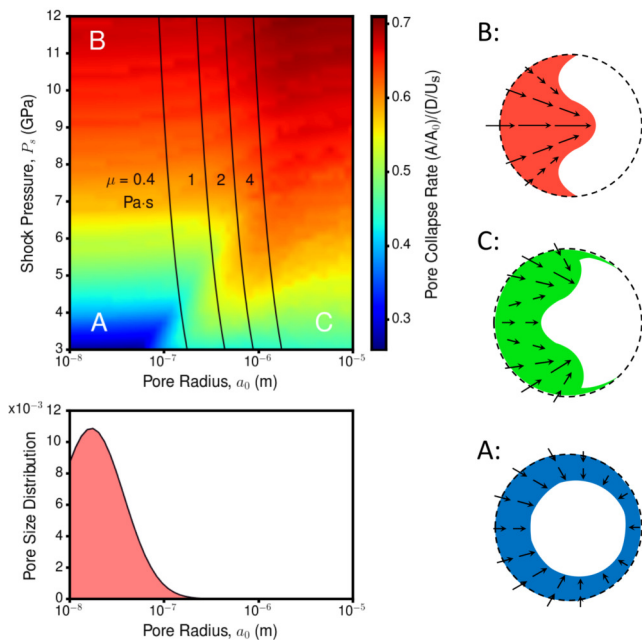 12
11
10
9
8
7
6
5
4
3
Shock Pressure, Pₛ (GPa)
B
μ = 0.4
Pa·s
1
2
4
A
C
10⁻⁸
10⁻⁷
10⁻⁶
10⁻⁵
Pore Radius, a₀ (m)
0.7
0.6
0.5
0.4
0.3
Pore Collapse Rate (A/A₀)/(D/Uₛ)
x10⁻³
12
10
8
6
4
2
0
Pore Size Distribution
10⁻⁸
10⁻⁷
10⁻⁶
10⁻⁵
Pore Radius, a₀ (m)
B:
C:
A: